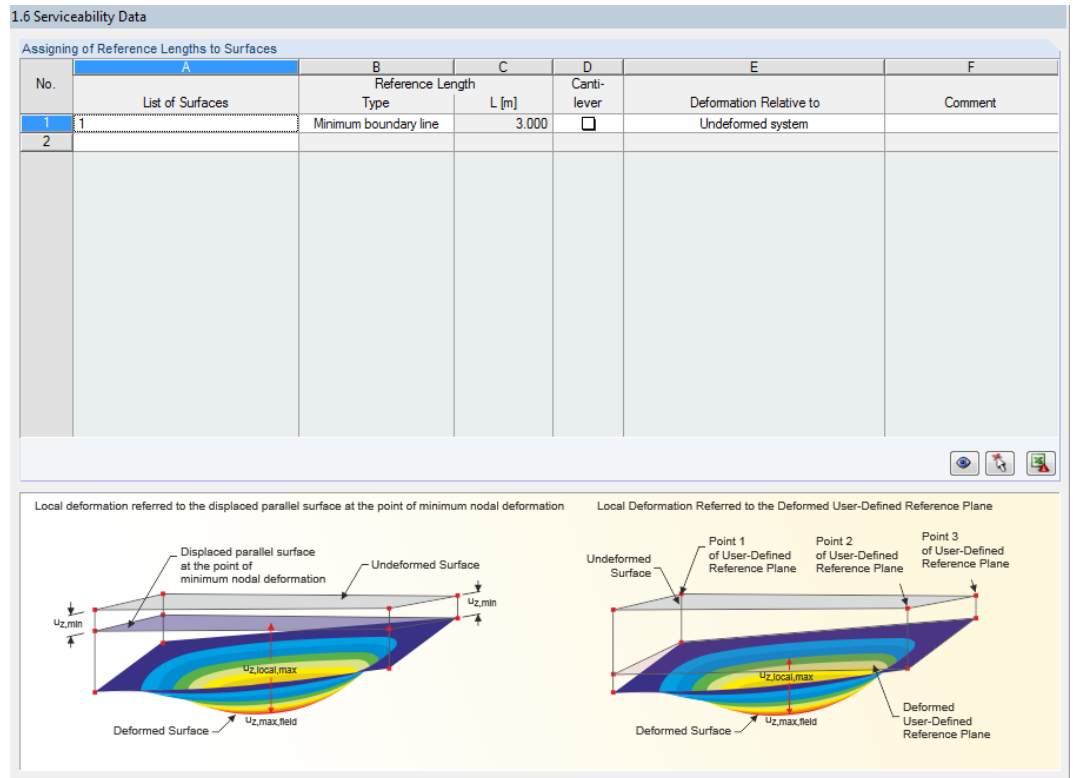 1.6 Serviceability Data
Assigning of Reference Lengths to Surfaces
A B C D E F
No. Reference Length Canti-
List of Surfaces Type L [m] lever Deformation Relative to Comment
1 1 Minimum boundary line 3.000 Undeformed system
2
Local deformation referred to the displaced parallel surface at the point of minimum nodal deformation
Displaced parallel surface
at the point of
minimum nodal deformation
Undeformed Surface
uz,min
uz,min
uz,local,max
uz,max,field
Deformed Surface
Local Deformation Referred to the Deformed User-Defined Reference Plane
Undeformed
Surface
Point 1
of User-Defined
Reference Plane
Point 2
of User-Defined
Reference Plane
Point 3
of User-Defined
Reference Plane
uz,local,max
uz,max,field
Deformed Surface
Deformed
User-Defined
Reference Plane